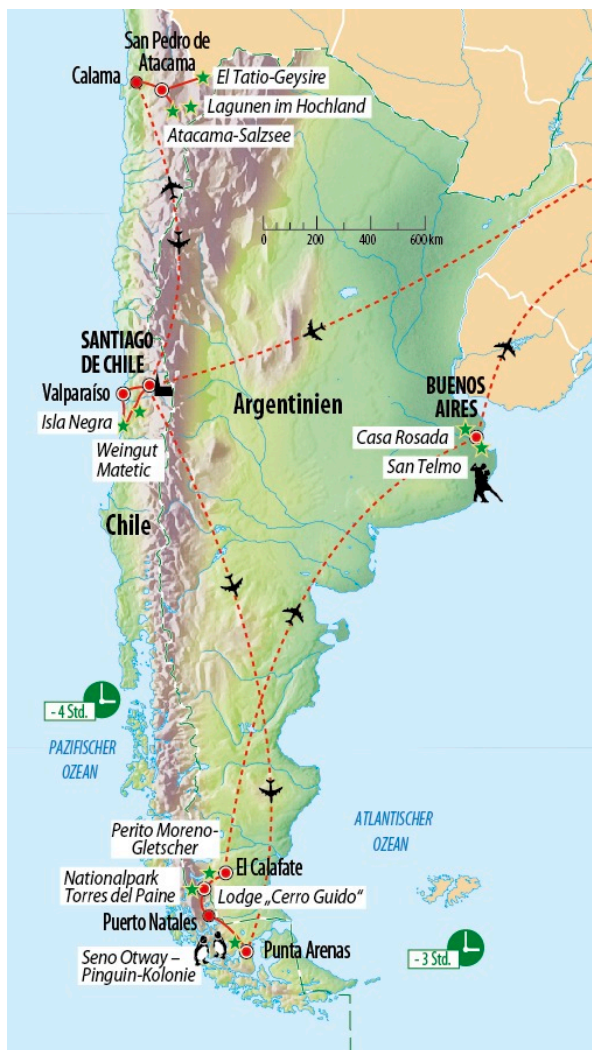 San Pedro de
Atacama
Calama
El Tatio-Geysire
Lagunen im Hochland
Atacama-Salzsee
0 200 400 600 km
SANTIAGO
DE CHILE
Valparaíso
Isla Negra
Weingut
Matetic
Argentinien
BUENOS
AIRES
Casa Rosada
San Telmo
Chile
- 4 Std.
PAZIFISCHER
OZEAN
ATLANTISCHER
OZEAN
Perito Moreno-
Gletscher
El Calafate
Nationalpark
Torres del Paine
Lodge „Cerro Guido“
Puerto Natales
Seno Otway –
Pinguin-Kolonie
Punta Arenas
- 3 Std.